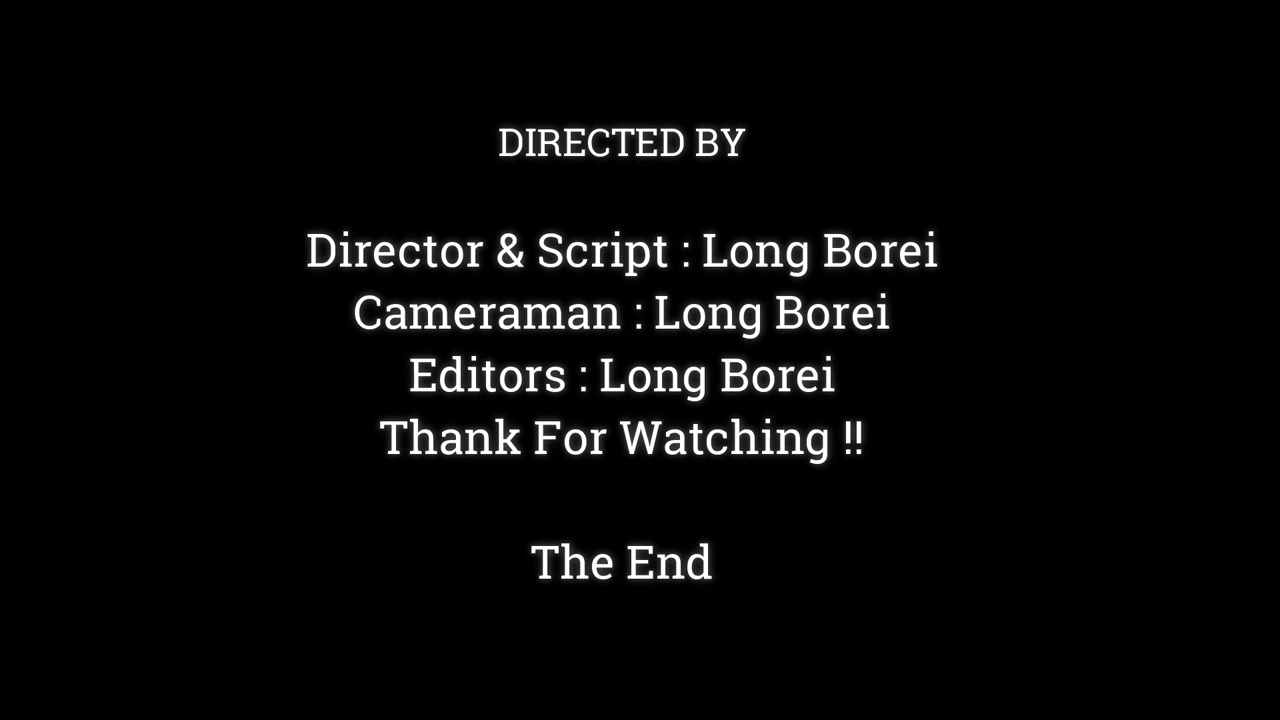 DIRECTED BY
Director & Script : Long Borei
Cameraman : Long Borei
Editors : Long Borei
Thank For Watching !!
The End